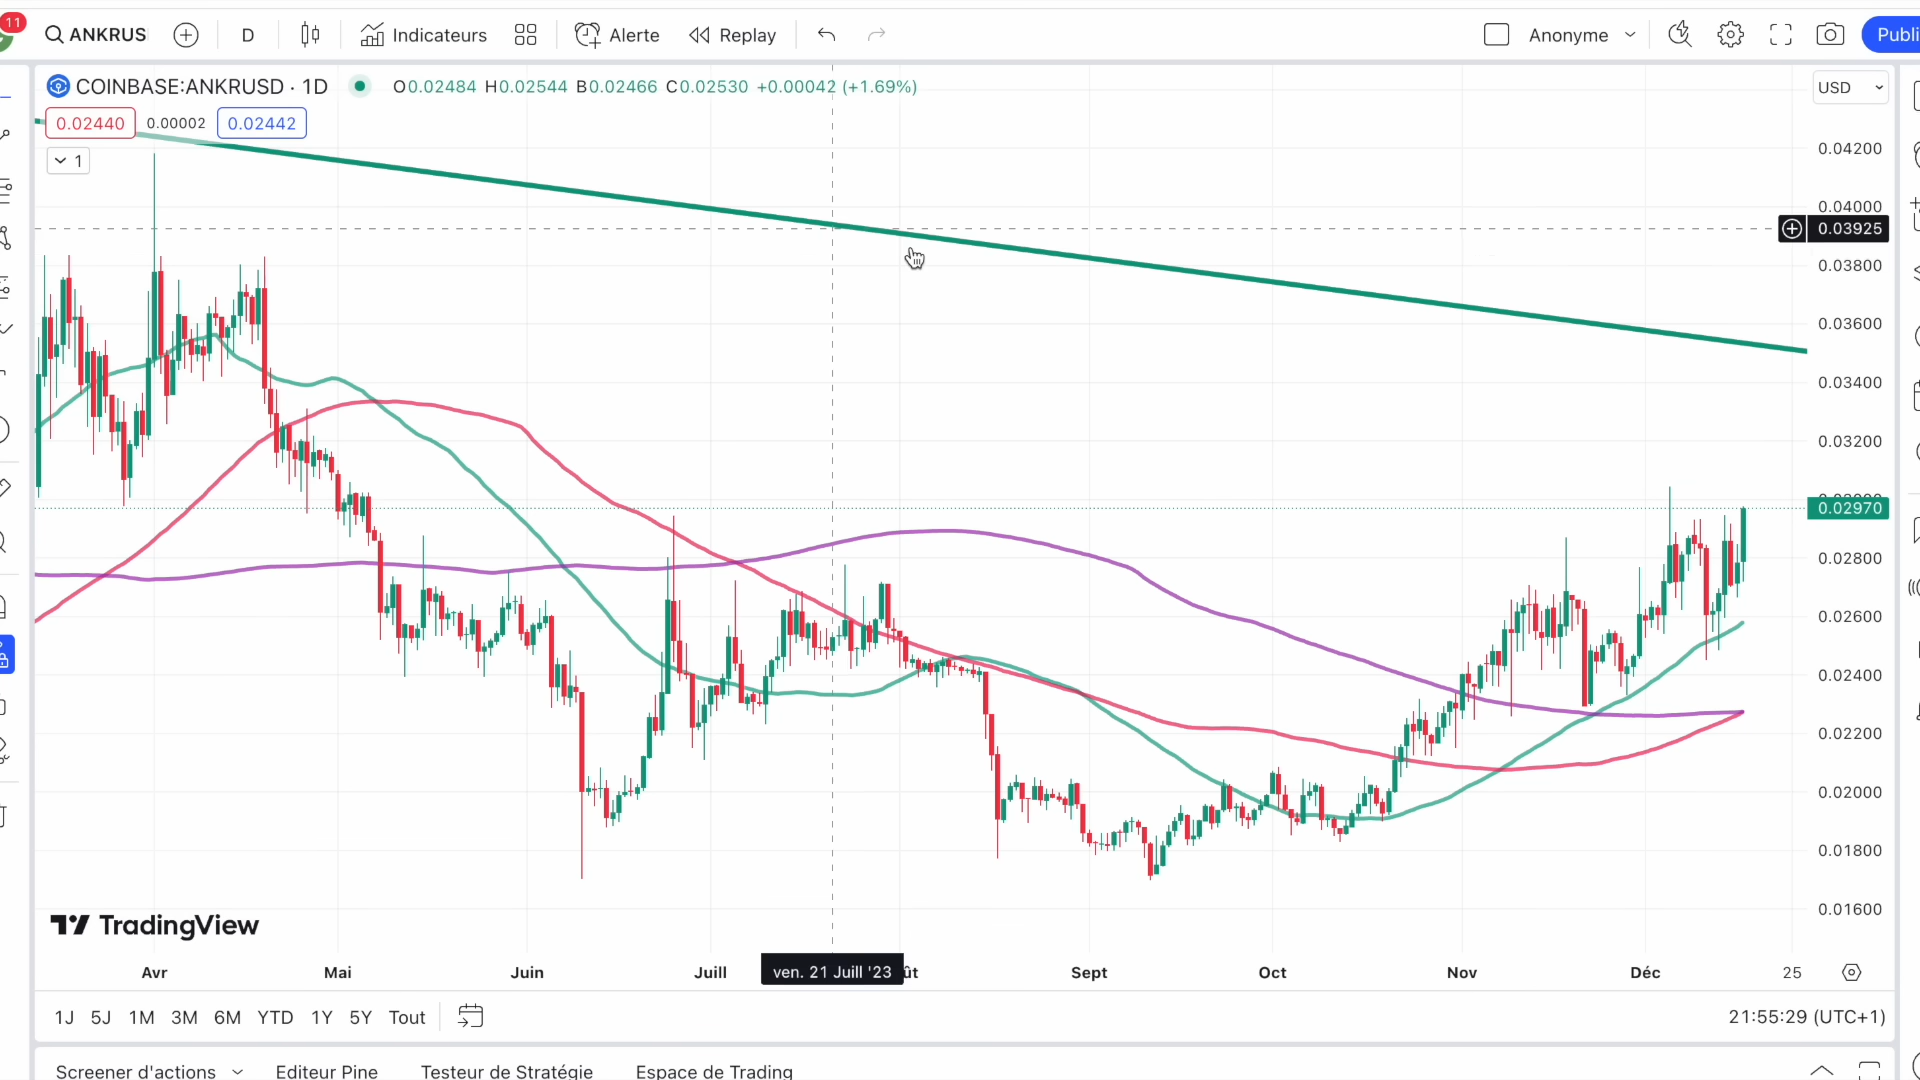 11
ANKRUS
D
Indicateurs
Alerte
Replay
Anonyme
Publi
COINBASE:ANKRUSD · 1D
O0.02484 H0.02544 B0.02466 C0.02530 +0.00042 (+1.69%)
USD
0.02440
0.00002
0.02442
1
0.04200
0.04000
0.03925
0.03800
0.03600
0.03400
0.03200
0.02970
0.02800
0.02600
0.02400
0.02200
0.02000
0.01800
0.01600
TradingView
Avr
Mai
Juin
Juill
ven. 21 Juill '23
ût
Sept
Oct
Nov
Déc
25
1J
5J
1M
3M
6M
YTD
1Y
5Y
Tout
21:55:29 (UTC+1)
Screener d'actions
Editeur Pine
Testeur de Stratégie
Espace de Trading